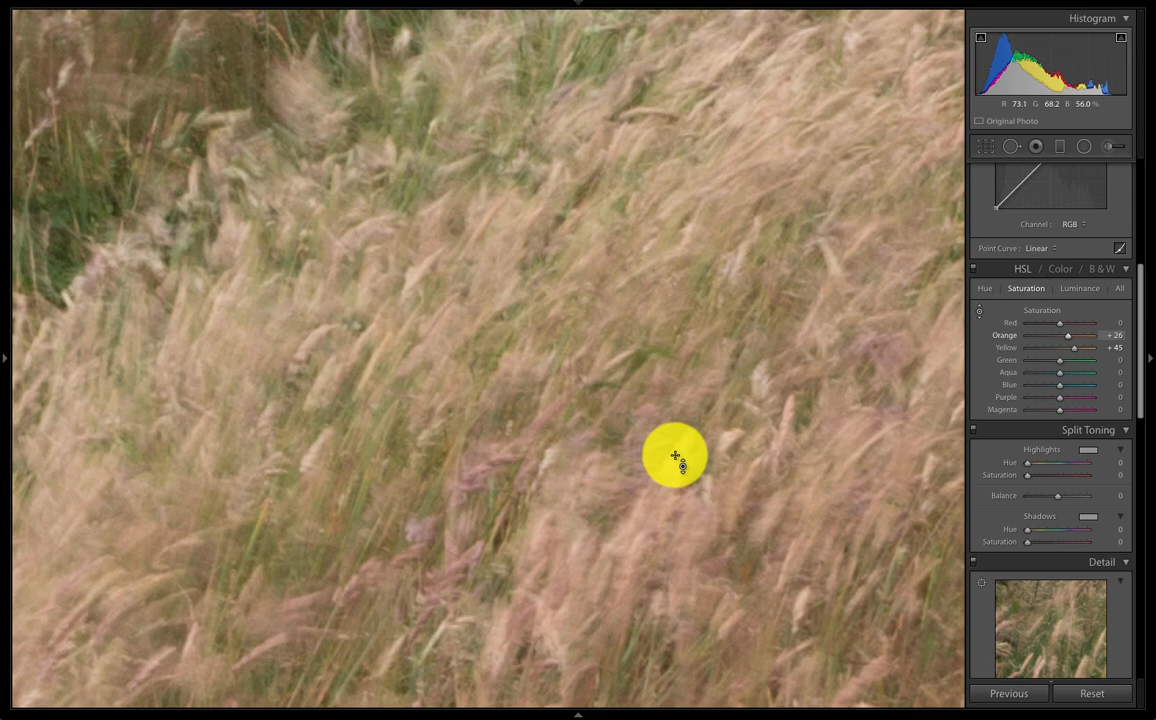 Histogram
R 73.1 G 68.2 B 56.0 %
Original Photo
Channel : RGB
Point Curve : Linear
HSL / Color / B & W
Hue Saturation Luminance All
Saturation
Red 0
Orange + 26
Yellow + 45
Green 0
Aqua 0
Blue 0
Purple 0
Magenta 0
Split Toning
Highlights
Hue 0
Saturation 0
Balance 0
Shadows
Hue 0
Saturation 0
Detail
Previous Reset